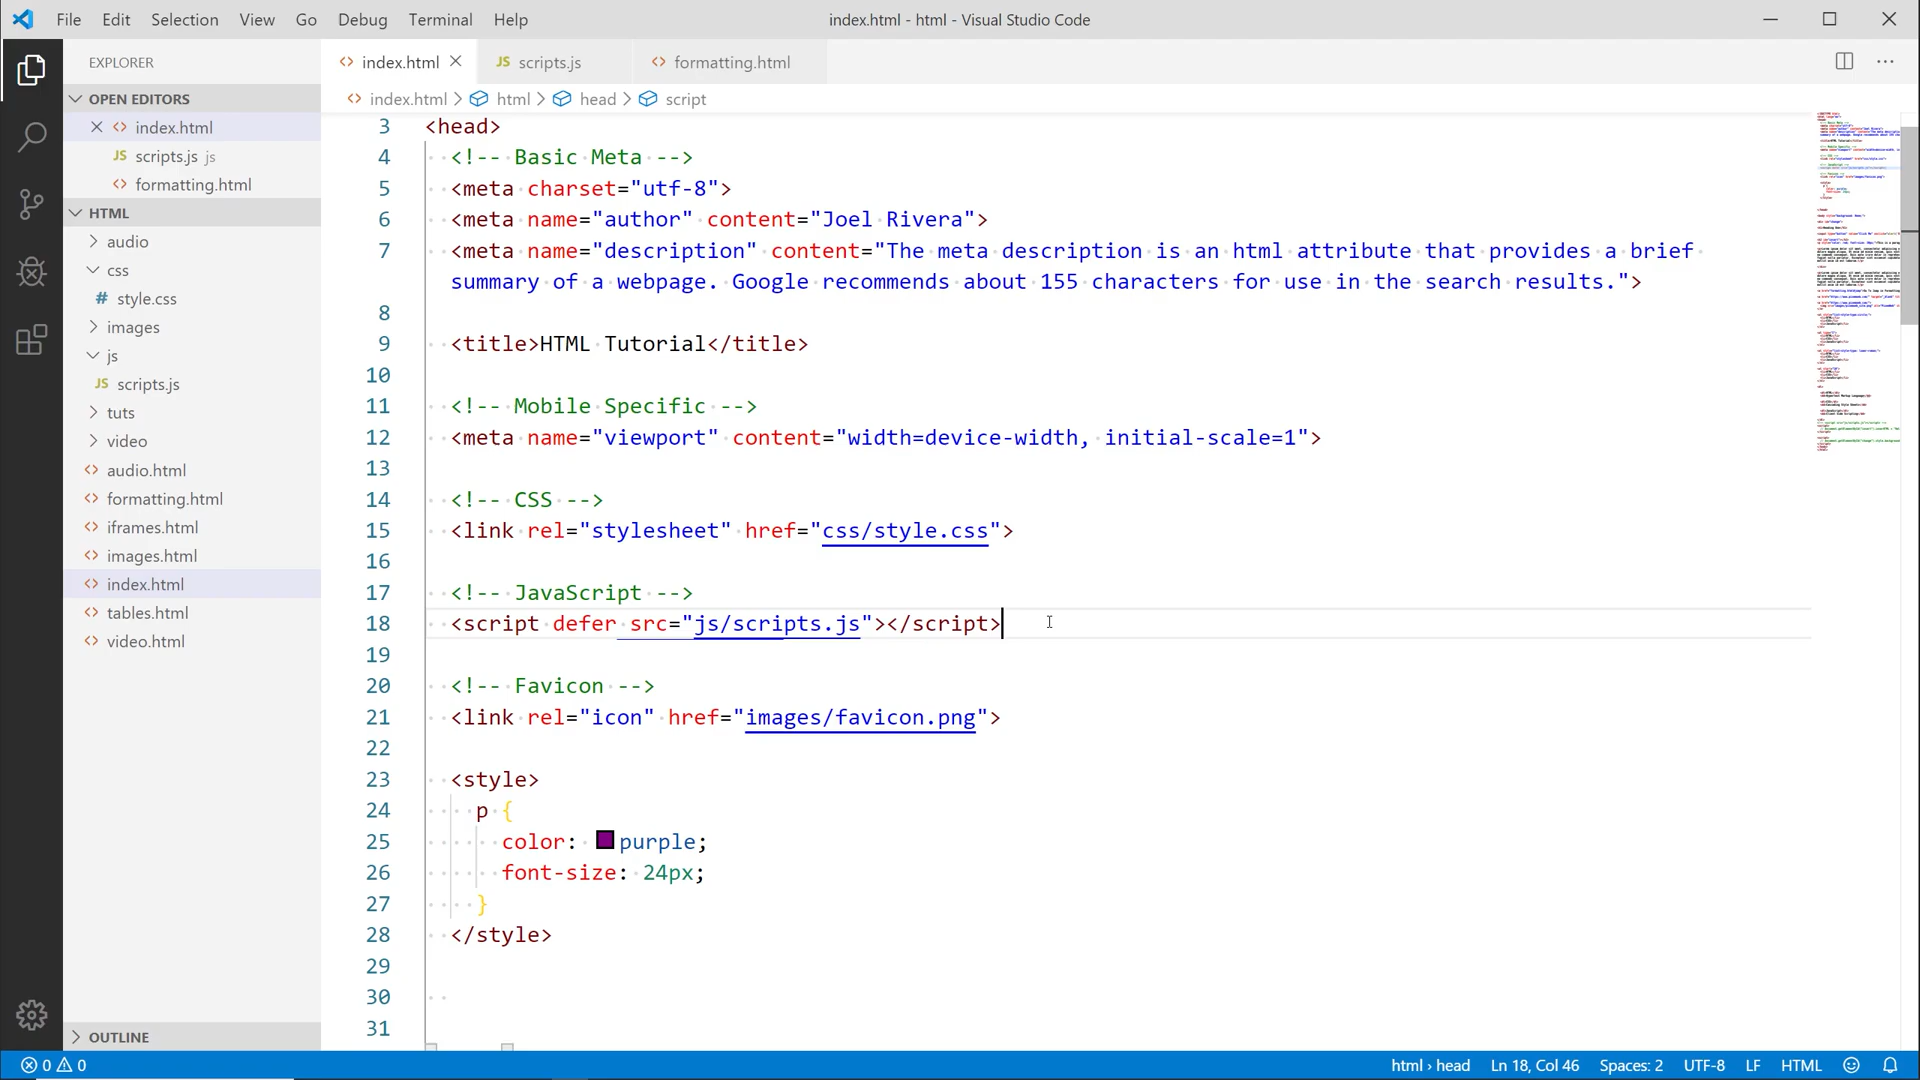 File Edit Selection View Go Debug Terminal Help
index.html - html - Visual Studio Code
EXPLORER
OPEN EDITORS
index.html
JS scripts.js js
formatting.html
HTML
audio
css
# style.css
images
js
JS scripts.js
tuts
video
audio.html
formatting.html
iframes.html
images.html
index.html
tables.html
video.html
OUTLINE
index.html
JS scripts.js
formatting.html
index.html > html > head > script
3 <head>
4 <!-- Basic Meta -->
5 <meta charset="utf-8">
6 <meta name="author" content="Joel Rivera">
7 <meta name="description" content="The meta description is an html attribute that provides a brief
summary of a webpage. Google recommends about 155 characters for use in the search results.">
8
9 <title>HTML Tutorial</title>
10
11 <!-- Mobile Specific -->
12 <meta name="viewport" content="width=device-width, initial-scale=1">
13
14 <!-- CSS -->
15 <link rel="stylesheet" href="css/style.css">
16
17 <!-- JavaScript -->
18 <script defer src="js/scripts.js"></script>
19
20 <!-- Favicon -->
21 <link rel="icon" href="images/favicon.png">
22
23 <style>
24 p {
25 color: purple;
26 font-size: 24px;
27 }
28 </style>
29
30
31
0 0
html › head Ln 18, Col 46 Spaces: 2 UTF-8 LF HTML